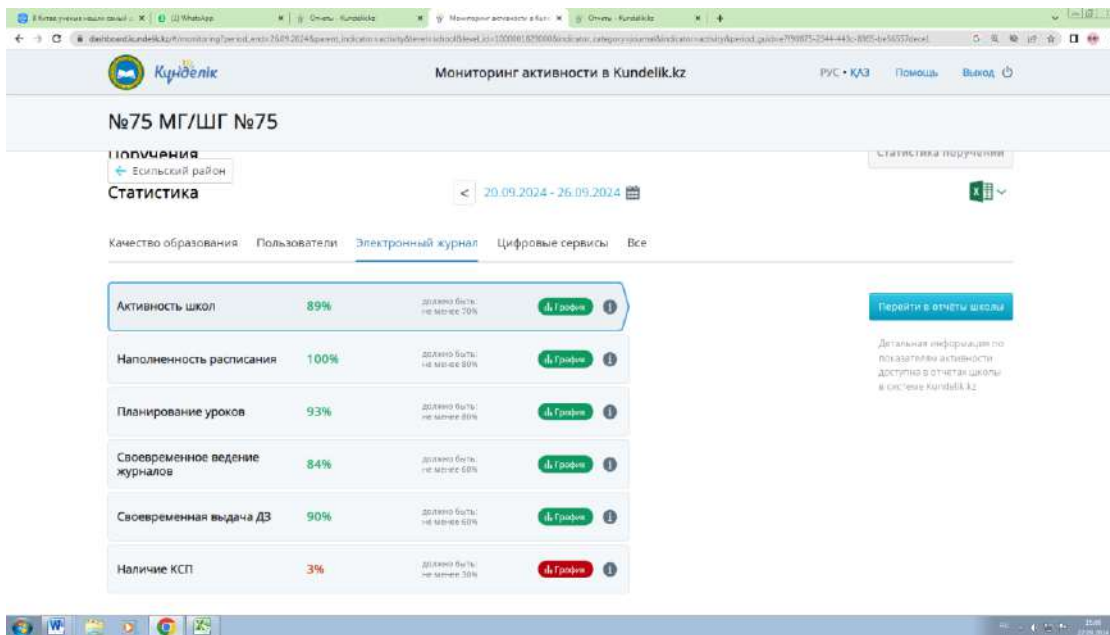 WhatsApp
Күнделік
Мониторинг активности в Kundelik.kz
РУС • ҚАЗ
Помощь
Выход
№75 МГ/ШГ №75
Поручения
Статистика поручений
← Есильский район
Статистика
< 20.09.2024 - 26.09.2024
Качество образования
Пользователи
Электронный журнал
Цифровые сервисы
Все
Активность школ
89%
должно быть:
не менее 70%
График
Перейти в отчёты школы
Детальная информация по
показателям активности
доступна в отчетах школы
в системе Kundelik.kz
Наполненность расписания
100%
должно быть:
не менее 80%
График
Планирование уроков
93%
должно быть:
не менее 80%
График
Своевременное ведение
журналов
84%
должно быть:
не менее 60%
График
Своевременная выдача ДЗ
90%
должно быть:
не менее 60%
График
Наличие КСП
3%
должно быть:
не менее 30%
График
15:00